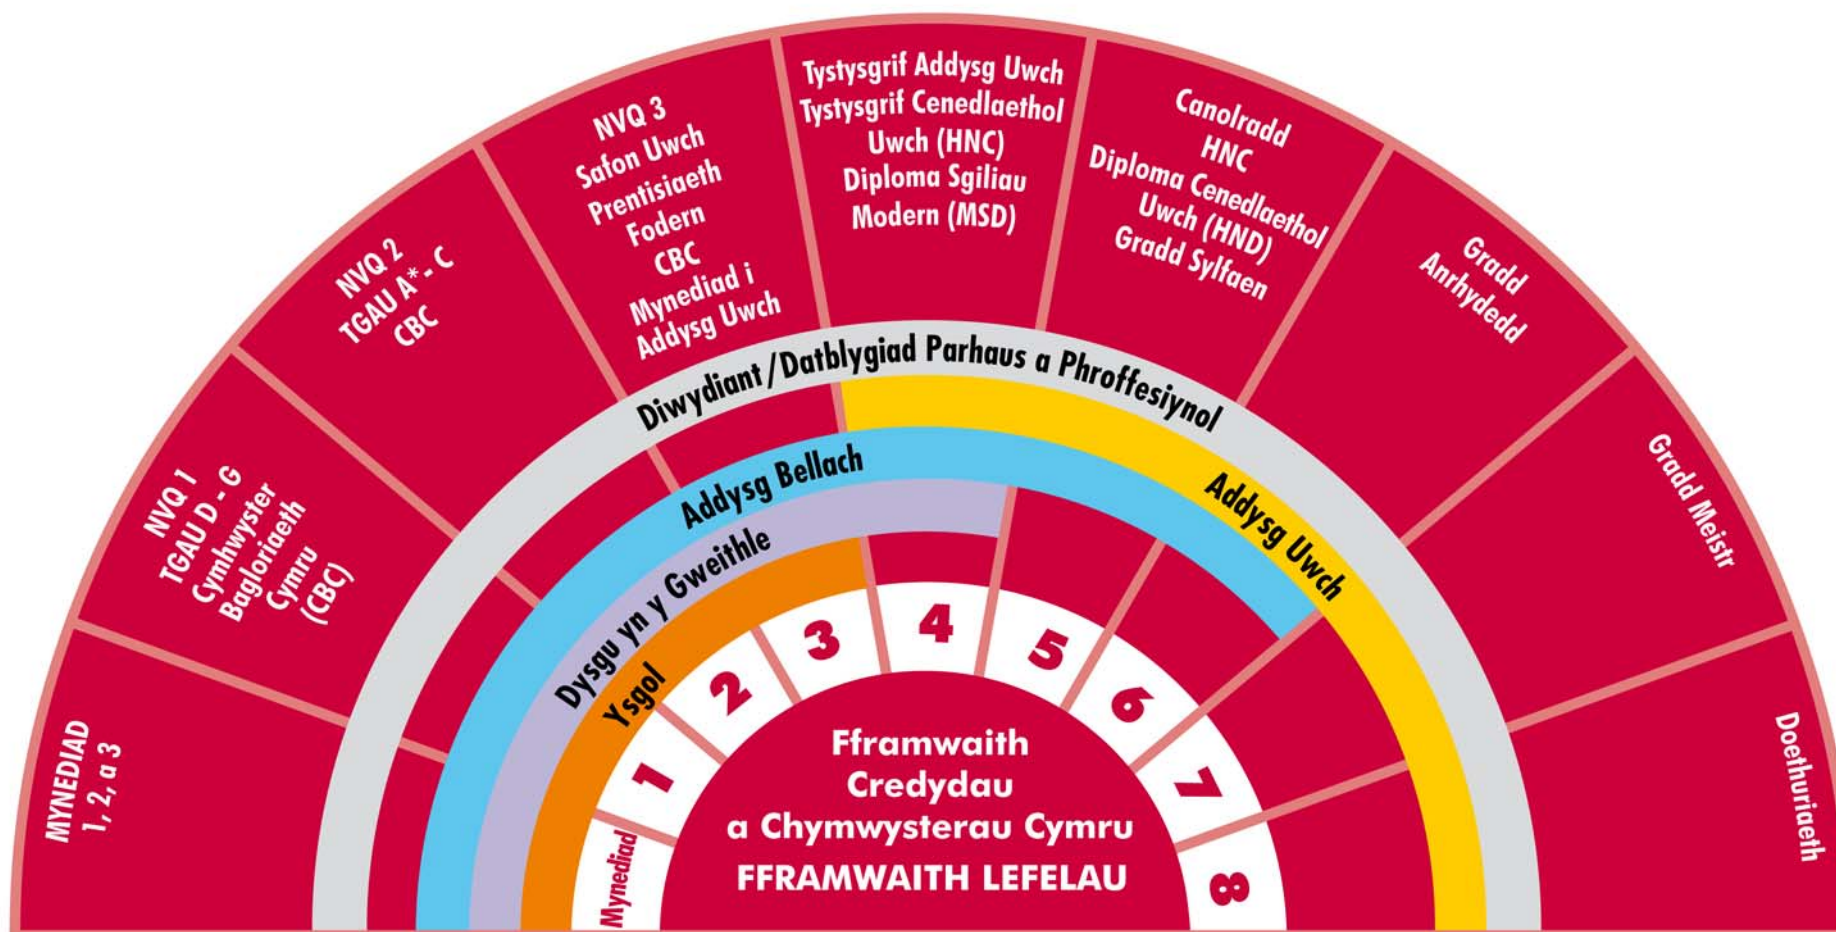 MYNEDIAD
1, 2, a 3
NVQ 1
TGAU D - G
Cymhwyster
Bagloriaeth
Cymru
(CBC)
NVQ 2
TGAU A* - C
CBC
NVQ 3
Safon Uwch
Prentisiaeth
Fodern
CBC
Mynediad i
Addysg Uwch
Tystysgrif Addysg Uwch
Tystysgrif Cenedlaethol
Uwch (HNC)
Diploma Sgiliau
Modern (MSD)
Canolradd
HNC
Diploma Cenedlaethol
Uwch (HND)
Gradd Sylfaen
Gradd
Anrhydedd
Gradd Meistr
Doethuriaeth
Diwydiant/Datblygiad Parhaus a Phroffesiynol
Addysg Uwch
Addysg Bellach
Dysgu yn y Gweithle
Ysgol
Mynediad
1
2
3
4
5
6
7
8
Fframwaith
Credydau
a Chymwysterau Cymru
FFRAMWAITH LEFELAU